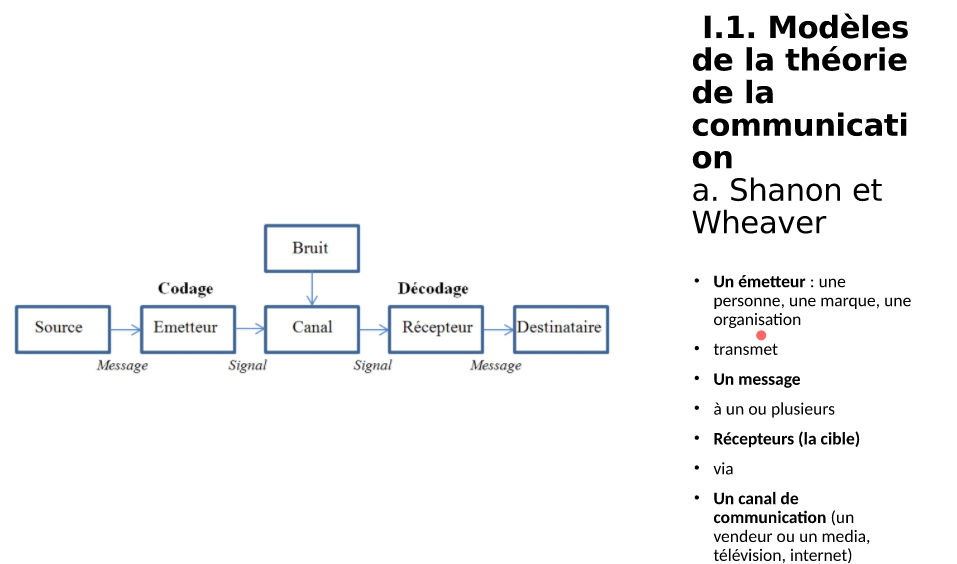 I.1. Modèles
de la théorie
de la
communicati
on
a. Shanon et
Wheaver
Bruit
Codage
Décodage
Source
Emetteur
Canal
Récepteur
Destinataire
Message
Signal
Signal
Message
• Un émetteur : une
personne, une marque, une
organisation
• transmet
• Un message
• à un ou plusieurs
• Récepteurs (la cible)
• via
• Un canal de
communication (un
vendeur ou un media,
télévision, internet)